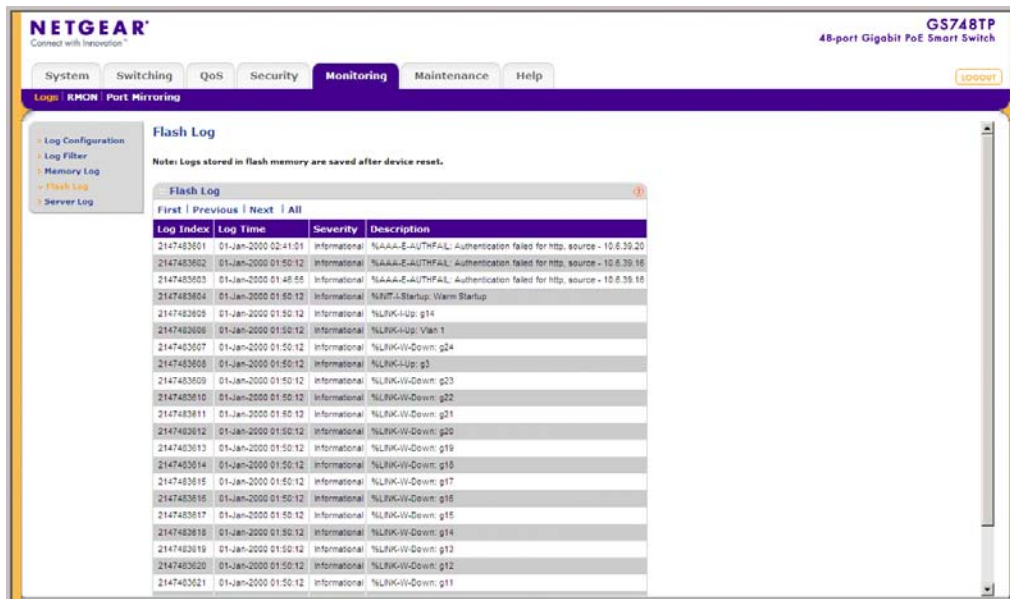 NETGEAR
Connect with Innovation™
GS748TP
48-port Gigabit PoE Smart Switch
System Switching QoS Security Monitoring Maintenance Help
LOGOUT
Logs RMON Port Mirroring
Log Configuration
Log Filter
Memory Log
Flash Log
Server Log
Flash Log
Note: Logs stored in flash memory are saved after device reset.
Flash Log
First Previous Next All
Log Index Log Time Severity Description
2147483601 01-Jan-2000 02:41:01 Informational %AAA-E-AUTHFAIL: Authentication failed for http, source - 10.6.39.20
2147483602 01-Jan-2000 01:50:12 Informational %AAA-E-AUTHFAIL: Authentication failed for http, source - 10.6.39.16
2147483603 01-Jan-2000 01:46:56 Informational %AAA-E-AUTHFAIL: Authentication failed for http, source - 10.6.39.16
2147483604 01-Jan-2000 01:50:12 Informational %INIT-I-Startup: Warm Startup
2147483605 01-Jan-2000 01:50:12 Informational %LINK-I-Up: g14
2147483606 01-Jan-2000 01:50:12 Informational %LINK-I-Up: Vlan 1
2147483607 01-Jan-2000 01:50:12 Informational %LINK-W-Down: g24
2147483608 01-Jan-2000 01:50:12 Informational %LINK-I-Up: g3
2147483609 01-Jan-2000 01:50:12 Informational %LINK-W-Down: g23
2147483610 01-Jan-2000 01:50:12 Informational %LINK-W-Down: g22
2147483611 01-Jan-2000 01:50:12 Informational %LINK-W-Down: g21
2147483612 01-Jan-2000 01:50:12 Informational %LINK-W-Down: g20
2147483613 01-Jan-2000 01:50:12 Informational %LINK-W-Down: g19
2147483614 01-Jan-2000 01:50:12 Informational %LINK-W-Down: g18
2147483615 01-Jan-2000 01:50:12 Informational %LINK-W-Down: g17
2147483616 01-Jan-2000 01:50:12 Informational %LINK-W-Down: g16
2147483617 01-Jan-2000 01:50:12 Informational %LINK-W-Down: g15
2147483618 01-Jan-2000 01:50:12 Informational %LINK-W-Down: g14
2147483619 01-Jan-2000 01:50:12 Informational %LINK-W-Down: g13
2147483620 01-Jan-2000 01:50:12 Informational %LINK-W-Down: g12
2147483621 01-Jan-2000 01:50:12 Informational %LINK-W-Down: g11